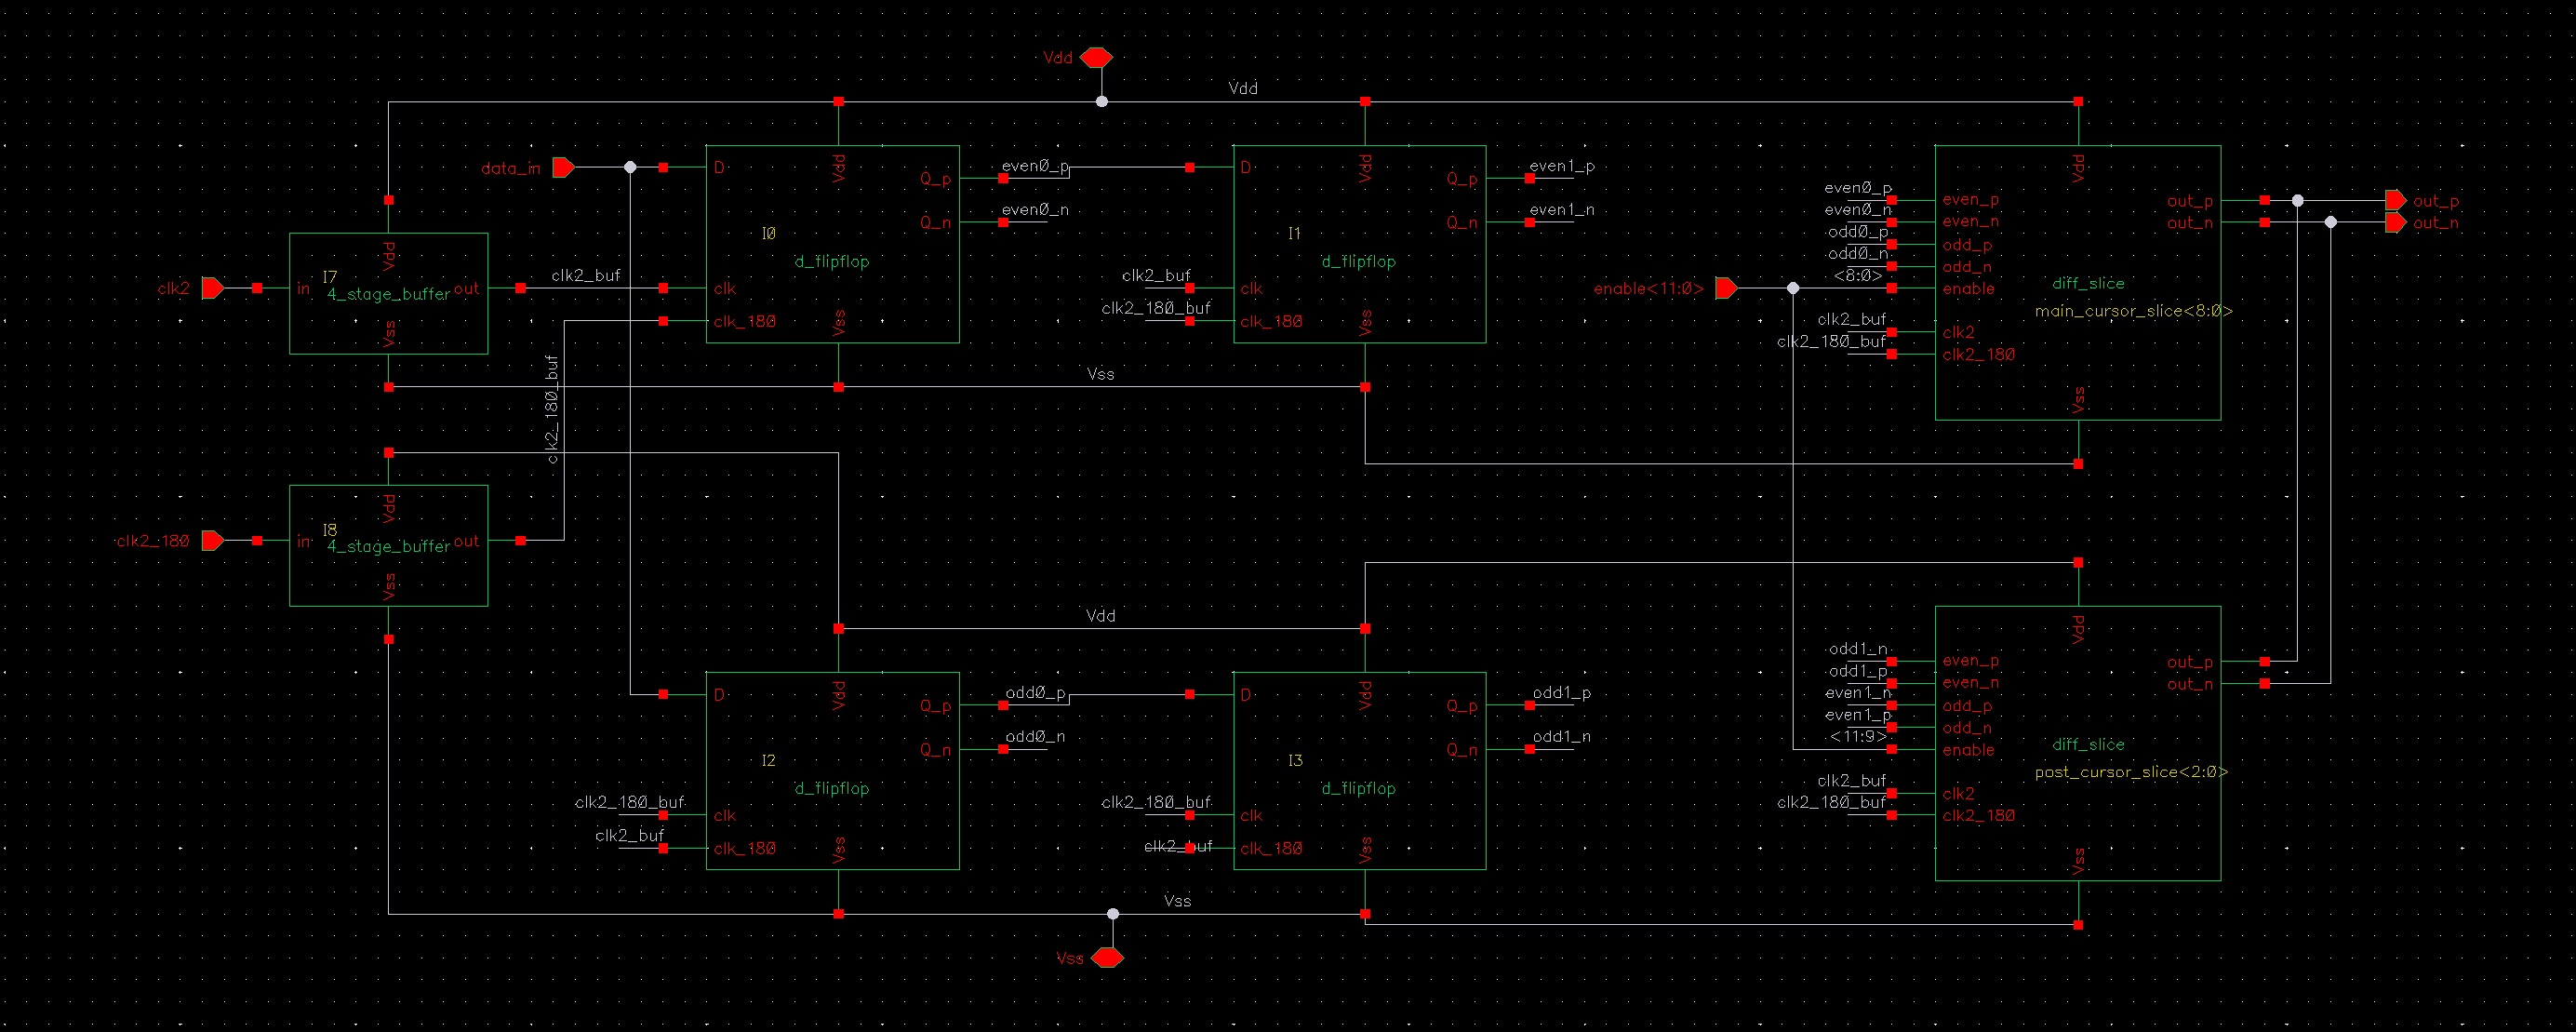 Vdd
Vdd
data_in
D
Vdd
Q_p
Q_n
I0
d_flipflop
clk
clk_180
Vss
even0_p
even0_n
D
Vdd
Q_p
Q_n
I1
d_flipflop
clk
clk_180
Vss
even1_p
even1_n
clk2_buf
clk2_180_buf
clk2
in
I7
4_stage_buffer
out
Vdd
Vss
clk2_buf
clk2_180_buf
Vss
enable<11:0>
even0_p
even0_n
odd0_p
odd0_n
<8:0>
clk2_buf
clk2_180_buf
Vdd
even_p
even_n
odd_p
odd_n
enable
clk2
clk2_180
diff_slice
main_cursor_slice<8:0>
Vss
out_p
out_n
out_p
out_n
clk2_180
in
I8
4_stage_buffer
out
Vdd
Vss
Vdd
D
Vdd
Q_p
Q_n
I2
d_flipflop
clk
clk_180
Vss
clk2_180_buf
clk2_buf
odd0_p
odd0_n
D
Vdd
Q_p
Q_n
I3
d_flipflop
clk
clk_180
Vss
clk2_180_buf
clk2_buf
odd1_p
odd1_n
odd1_n
odd1_p
even1_n
even1_p
<11:9>
clk2_buf
clk2_180_buf
Vdd
even_p
even_n
odd_p
odd_n
enable
clk2
clk2_180
diff_slice
post_cursor_slice<2:0>
Vss
out_p
out_n
Vss
Vss